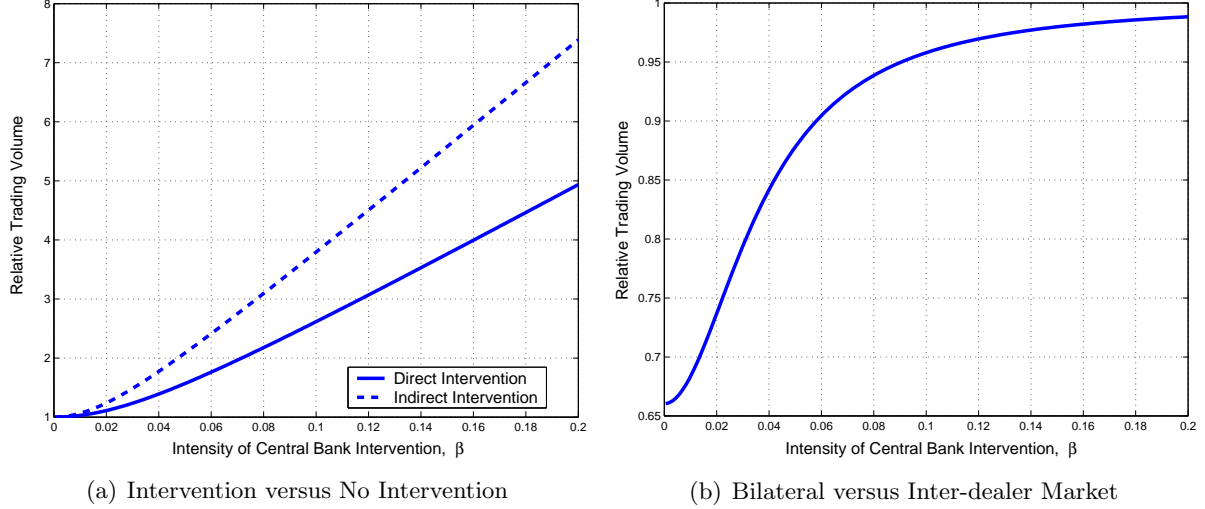 8
7
6
5
4
3
2
1
Relative Trading Volume
0 0.02 0.04 0.06 0.08 0.1 0.12 0.14 0.16 0.18 0.2
Intensity of Central Bank Intervention, β
Direct Intervention
Indirect Intervention
(a) Intervention versus No Intervention
1
0.95
0.9
0.85
0.8
0.75
0.7
0.65
Relative Trading Volume
0 0.02 0.04 0.06 0.08 0.1 0.12 0.14 0.16 0.18 0.2
Intensity of Central Bank Intervention, β
(b) Bilateral versus Inter-dealer Market